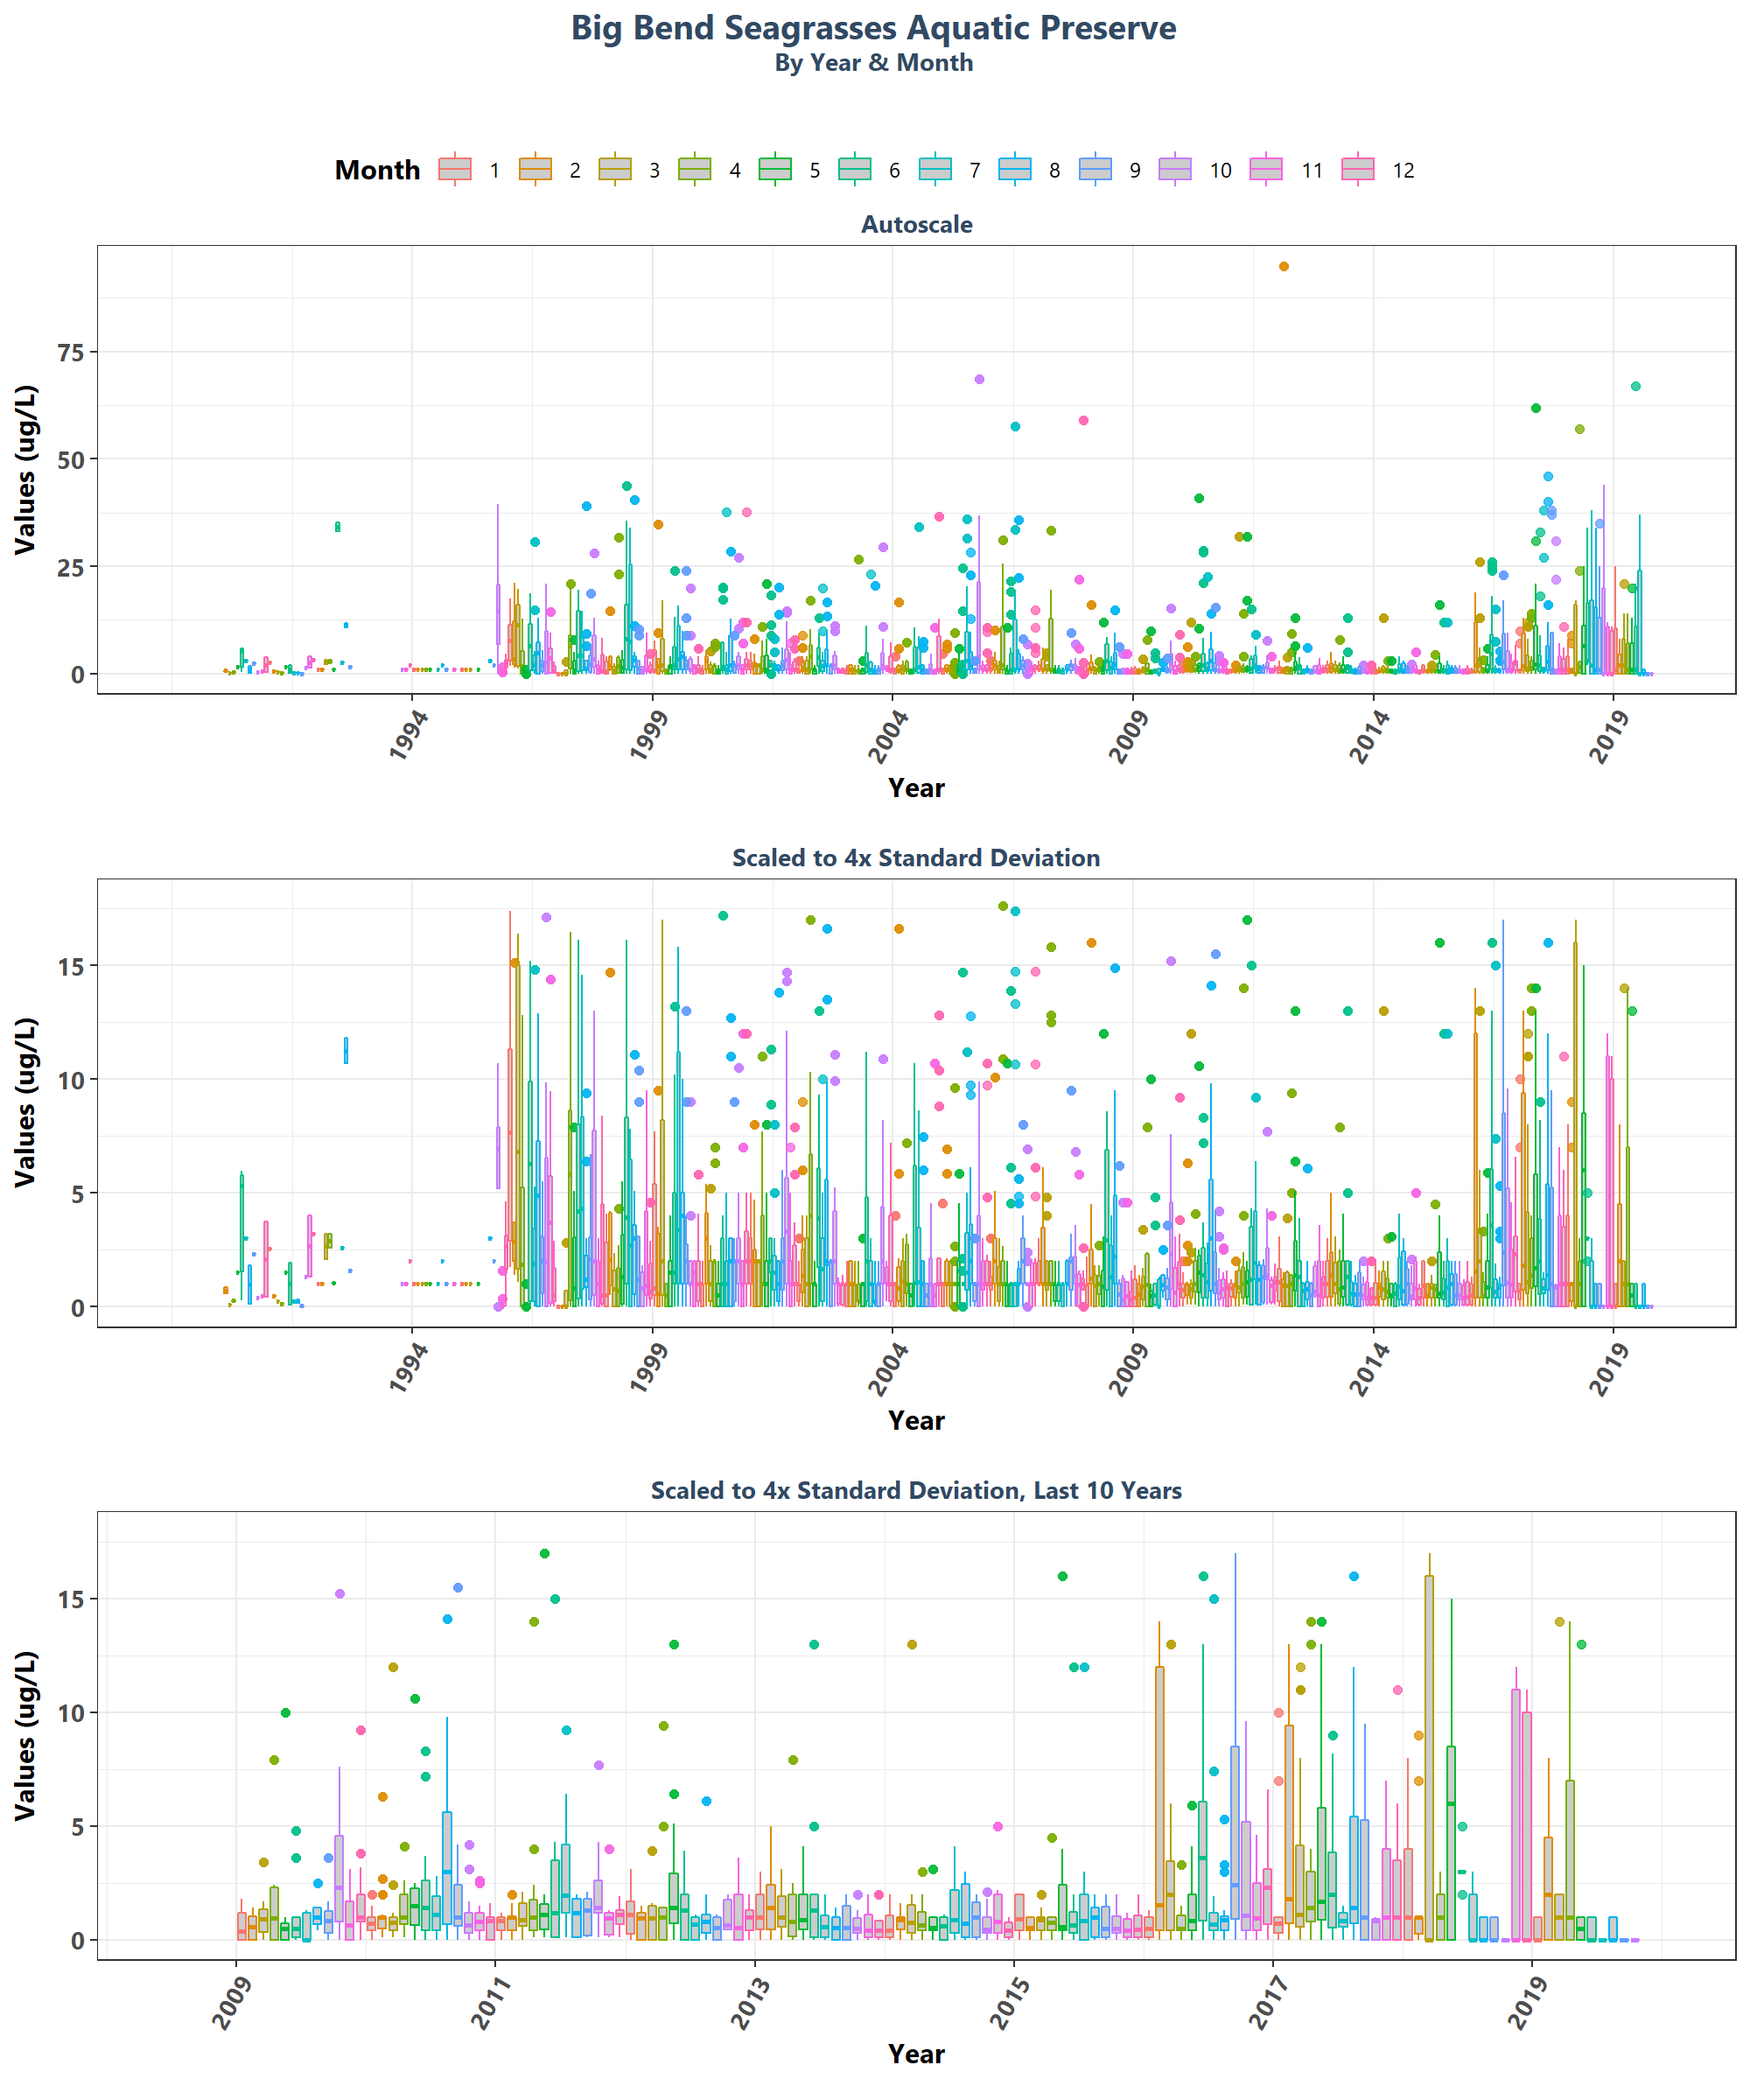 Big Bend Seagrasses Aquatic Preserve
By Year & Month
Month 1 2 3 4 5 6 7 8 9 10 11 12
Autoscale
Values (ug/L)
75
50
25
0
1994 1999 2004 2009 2014 2019
Year
Scaled to 4x Standard Deviation
Values (ug/L)
15
10
5
0
1994 1999 2004 2009 2014 2019
Year
Scaled to 4x Standard Deviation, Last 10 Years
Values (ug/L)
15
10
5
0
2009 2011 2013 2015 2017 2019
Year